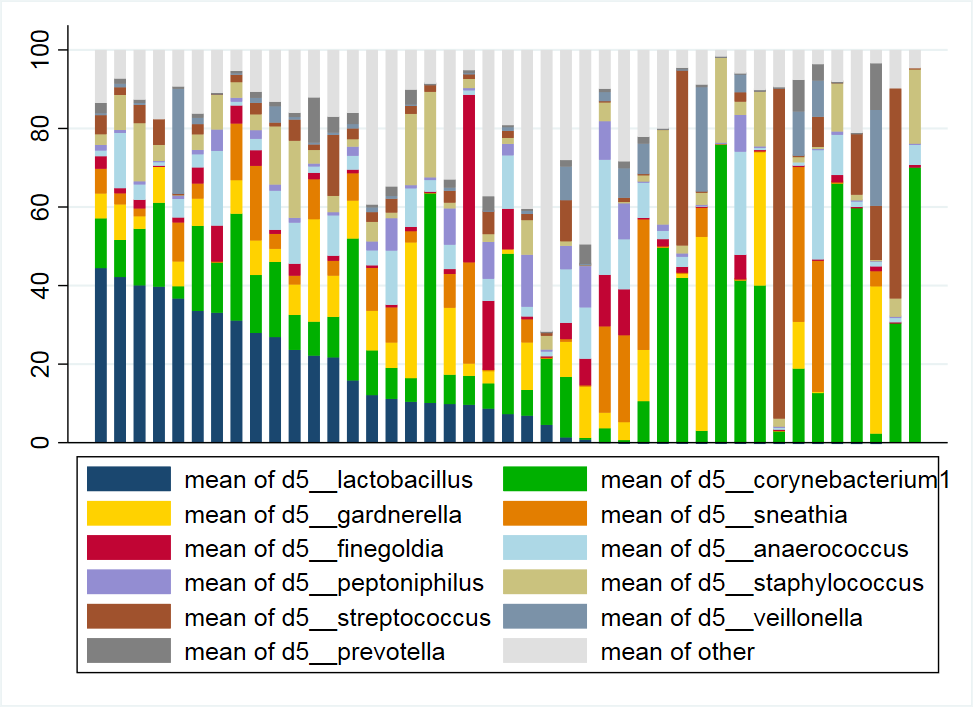 100
80
60
40
20
0
mean of d5__lactobacillus mean of d5__corynebacterium1
mean of d5__gardnerella mean of d5__sneathia
mean of d5__finegoldia mean of d5__anaerococcus
mean of d5__peptoniphilus mean of d5__staphylococcus
mean of d5__streptococcus mean of d5__veillonella
mean of d5__prevotella mean of other